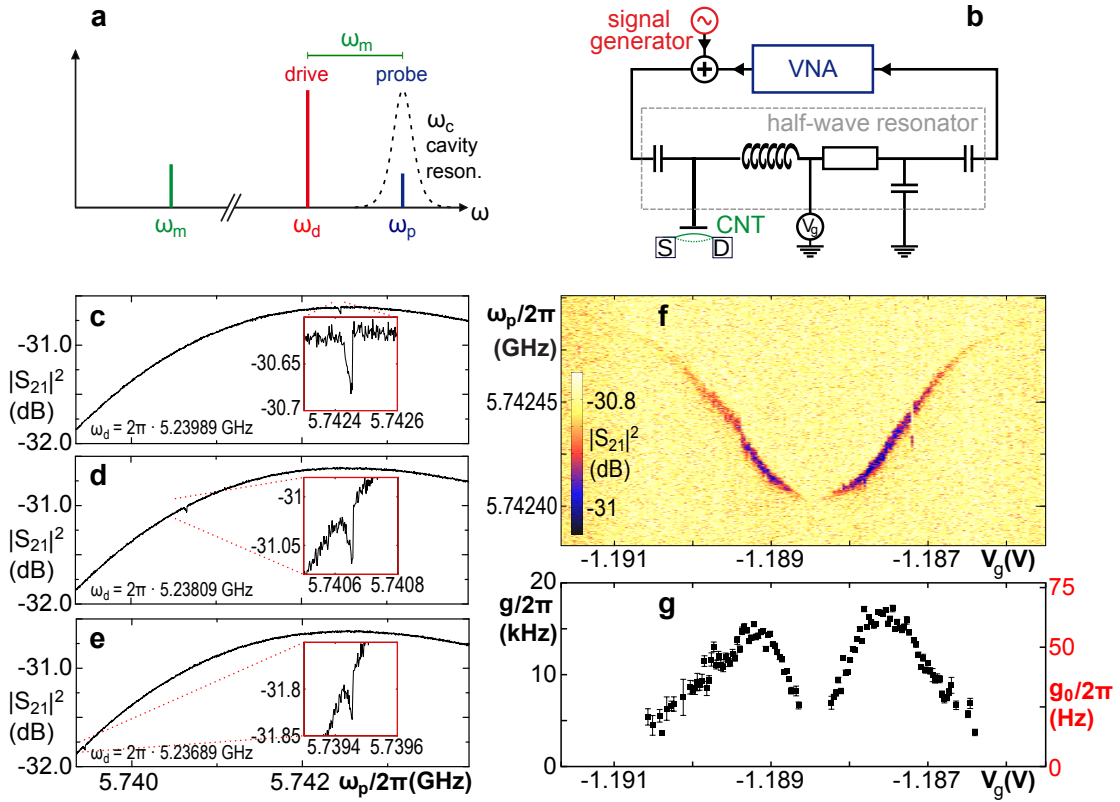 a
ωm
drive
probe
ωc
cavity
reson.
ω
ωm
ωd
ωp
b
signal
generator
VNA
half-wave resonator
Vg
CNT
S
D
c
-31.0
|S21|²
(dB)
-32.0
ωd = 2π · 5.23989 GHz
-30.65
-30.7
5.7424
5.7426
d
-31.0
|S21|²
(dB)
-32.0
ωd = 2π · 5.23809 GHz
-31
-31.05
5.7406
5.7408
e
-31.0
|S21|²
(dB)
-32.0
ωd = 2π · 5.23689 GHz
-31.8
-31.85
5.7394
5.7396
5.740
5.742
ωp/2π(GHz)
f
ωp/2π
(GHz)
5.74245
5.74240
-30.8
|S21|²
(dB)
-31
-1.191
-1.189
-1.187
Vg(V)
g
g/2π
(kHz)
20
10
0
75
50
25
0
g0/2π
(Hz)
-1.191
-1.189
-1.187
Vg(V)